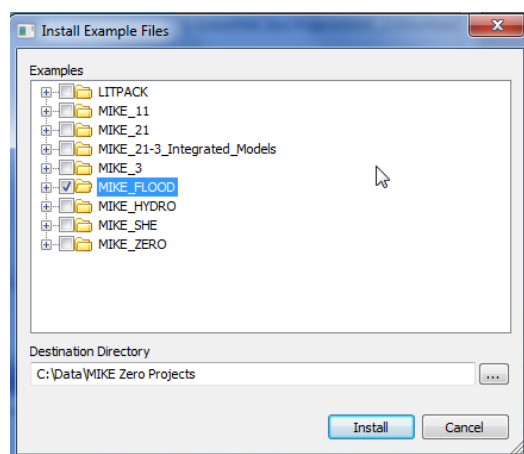 Install Example Files
Examples
LITPACK
MIKE_11
MIKE_21
MIKE_21-3_Integrated_Models
MIKE_3
MIKE_FLOOD
MIKE_HYDRO
MIKE_SHE
MIKE_ZERO
Destination Directory
C:\Data\MIKE Zero Projects
...
Install
Cancel